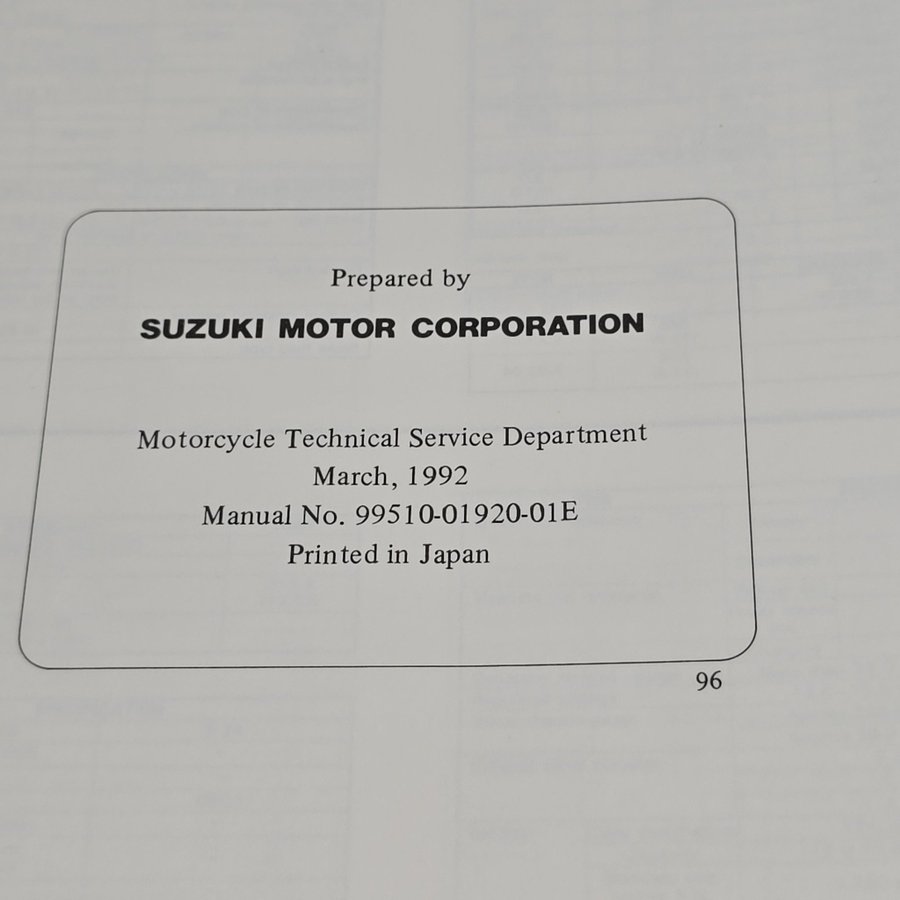 Prepared by
SUZUKI MOTOR CORPORATION
Motorcycle Technical Service Department
March, 1992
Manual No. 99510-01920-01E
Printed in Japan
96